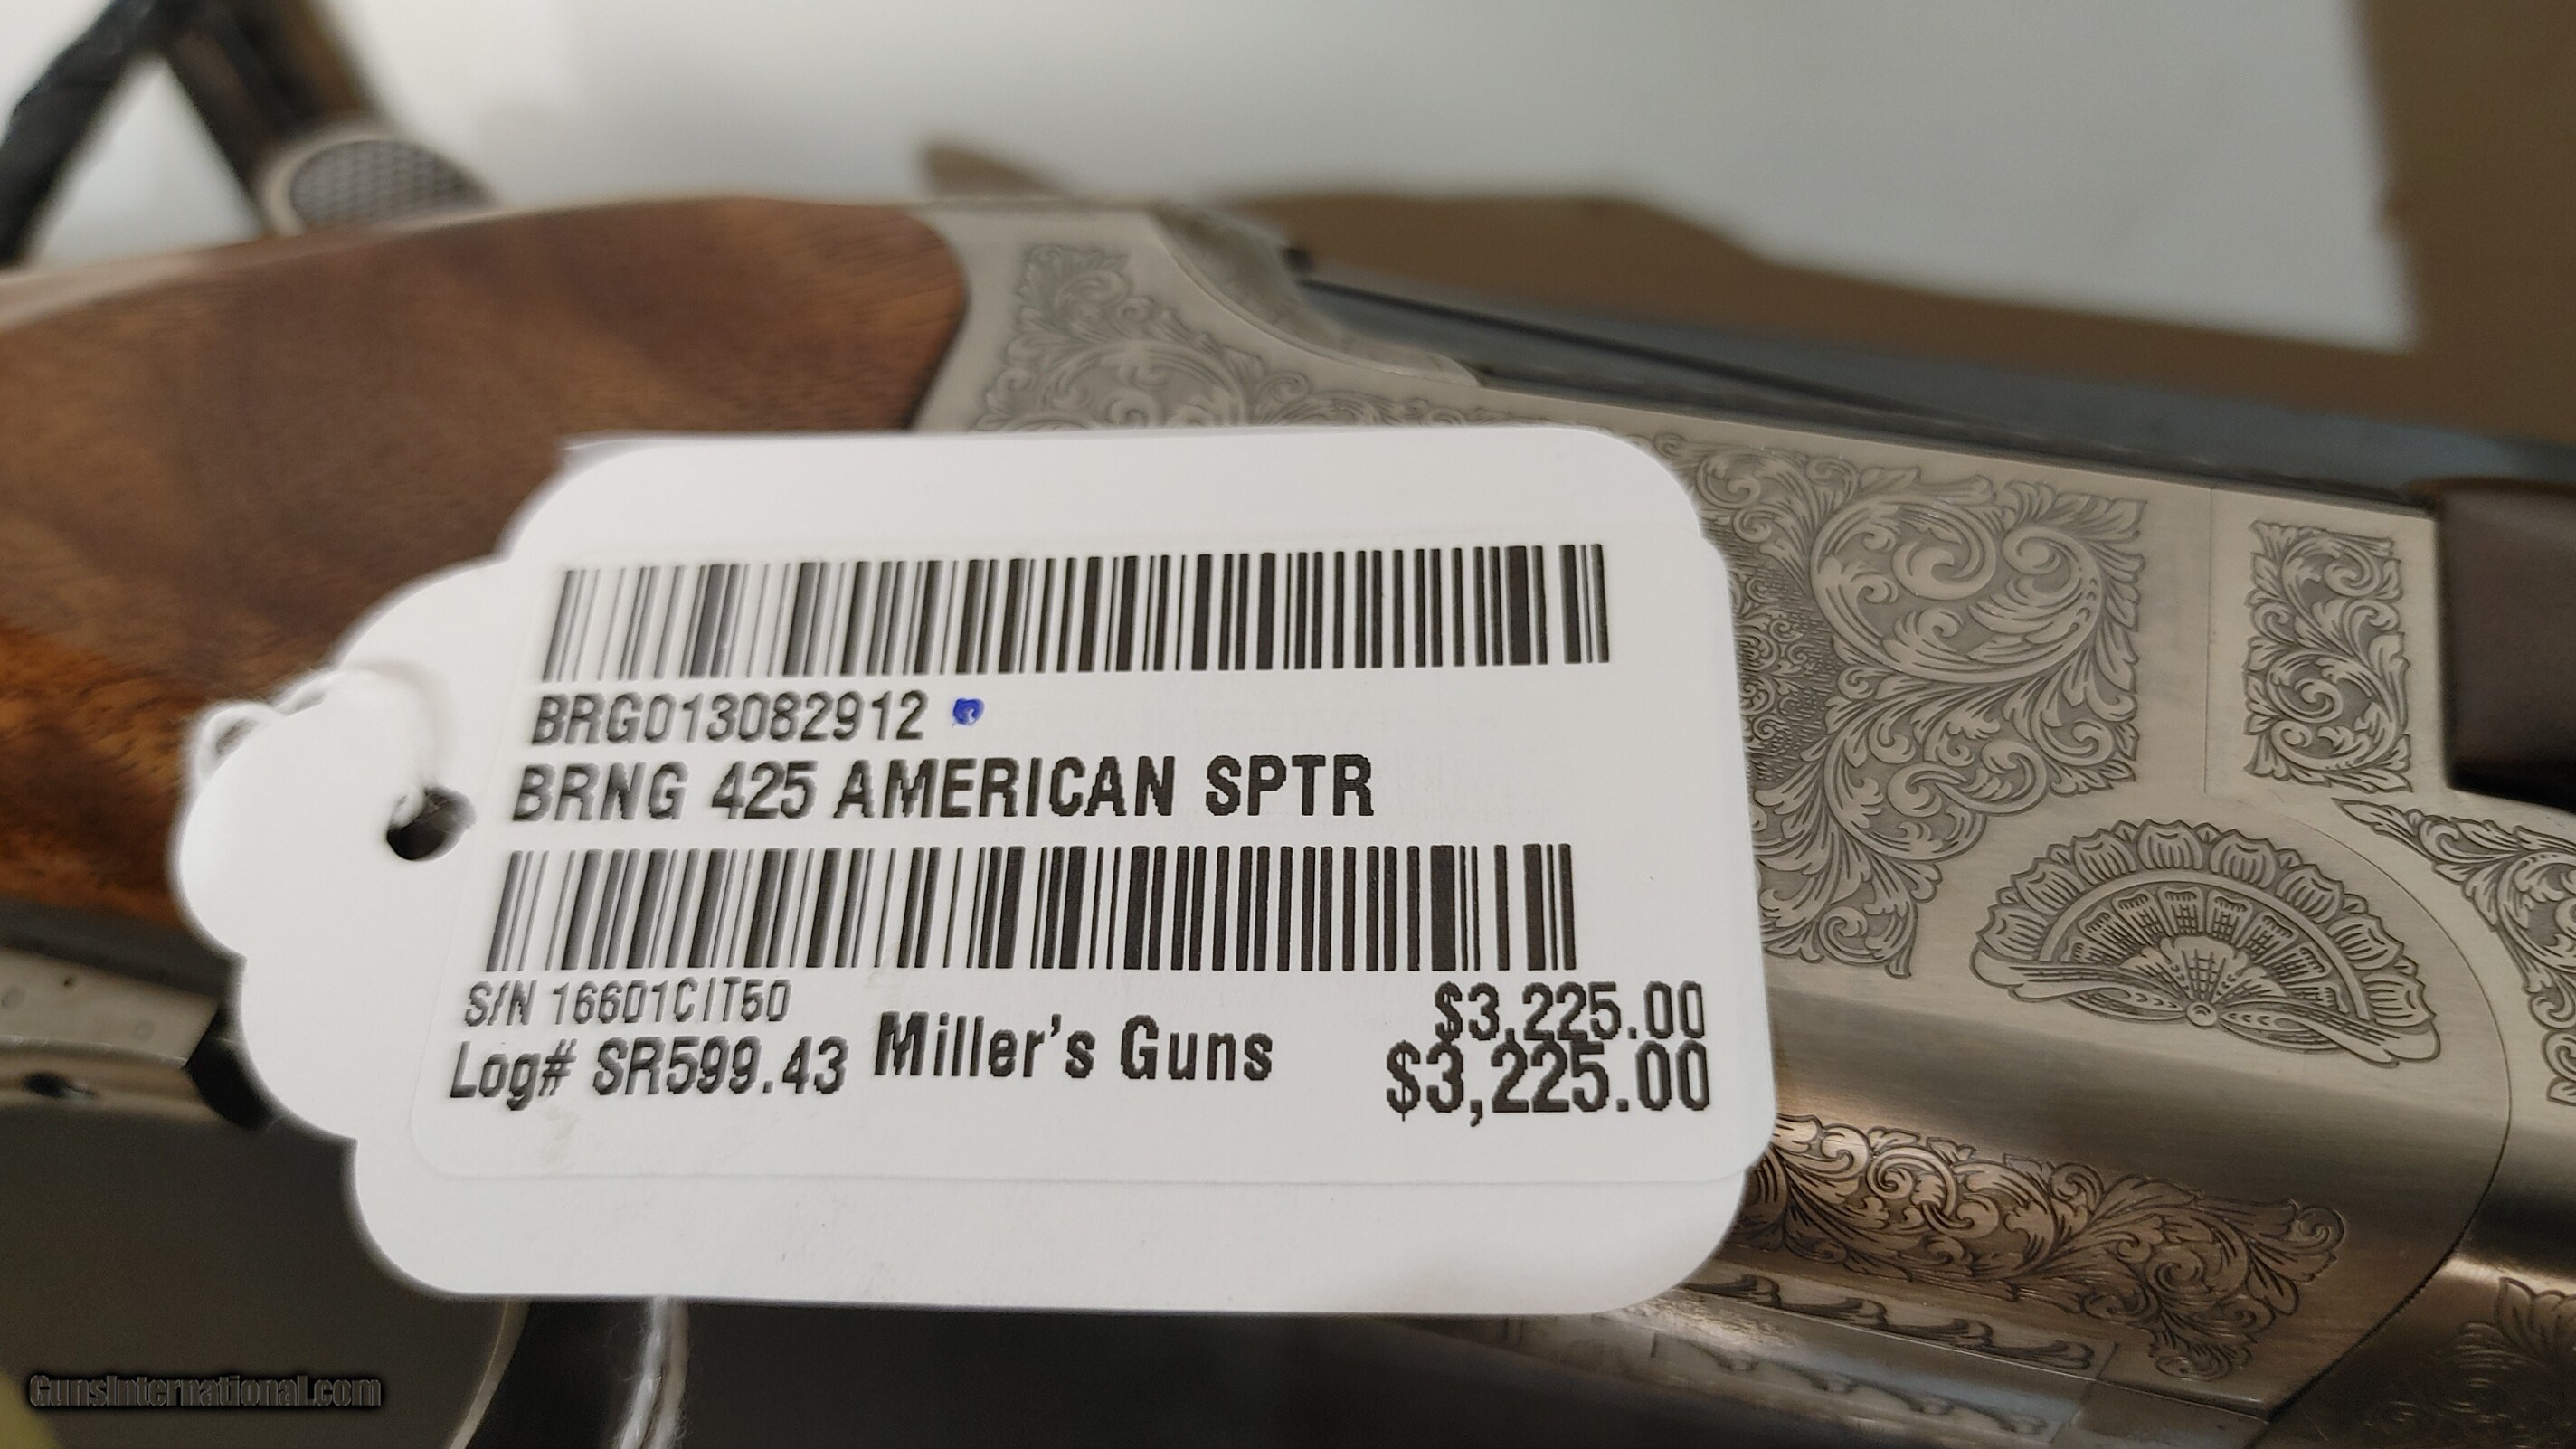 BRG013082912
BRNG 425 AMERICAN SPTR
S/N 16601CIT50
$3,225.00
Log# SR599.43 Miller's Guns $3,225.00
GunsInternational.com